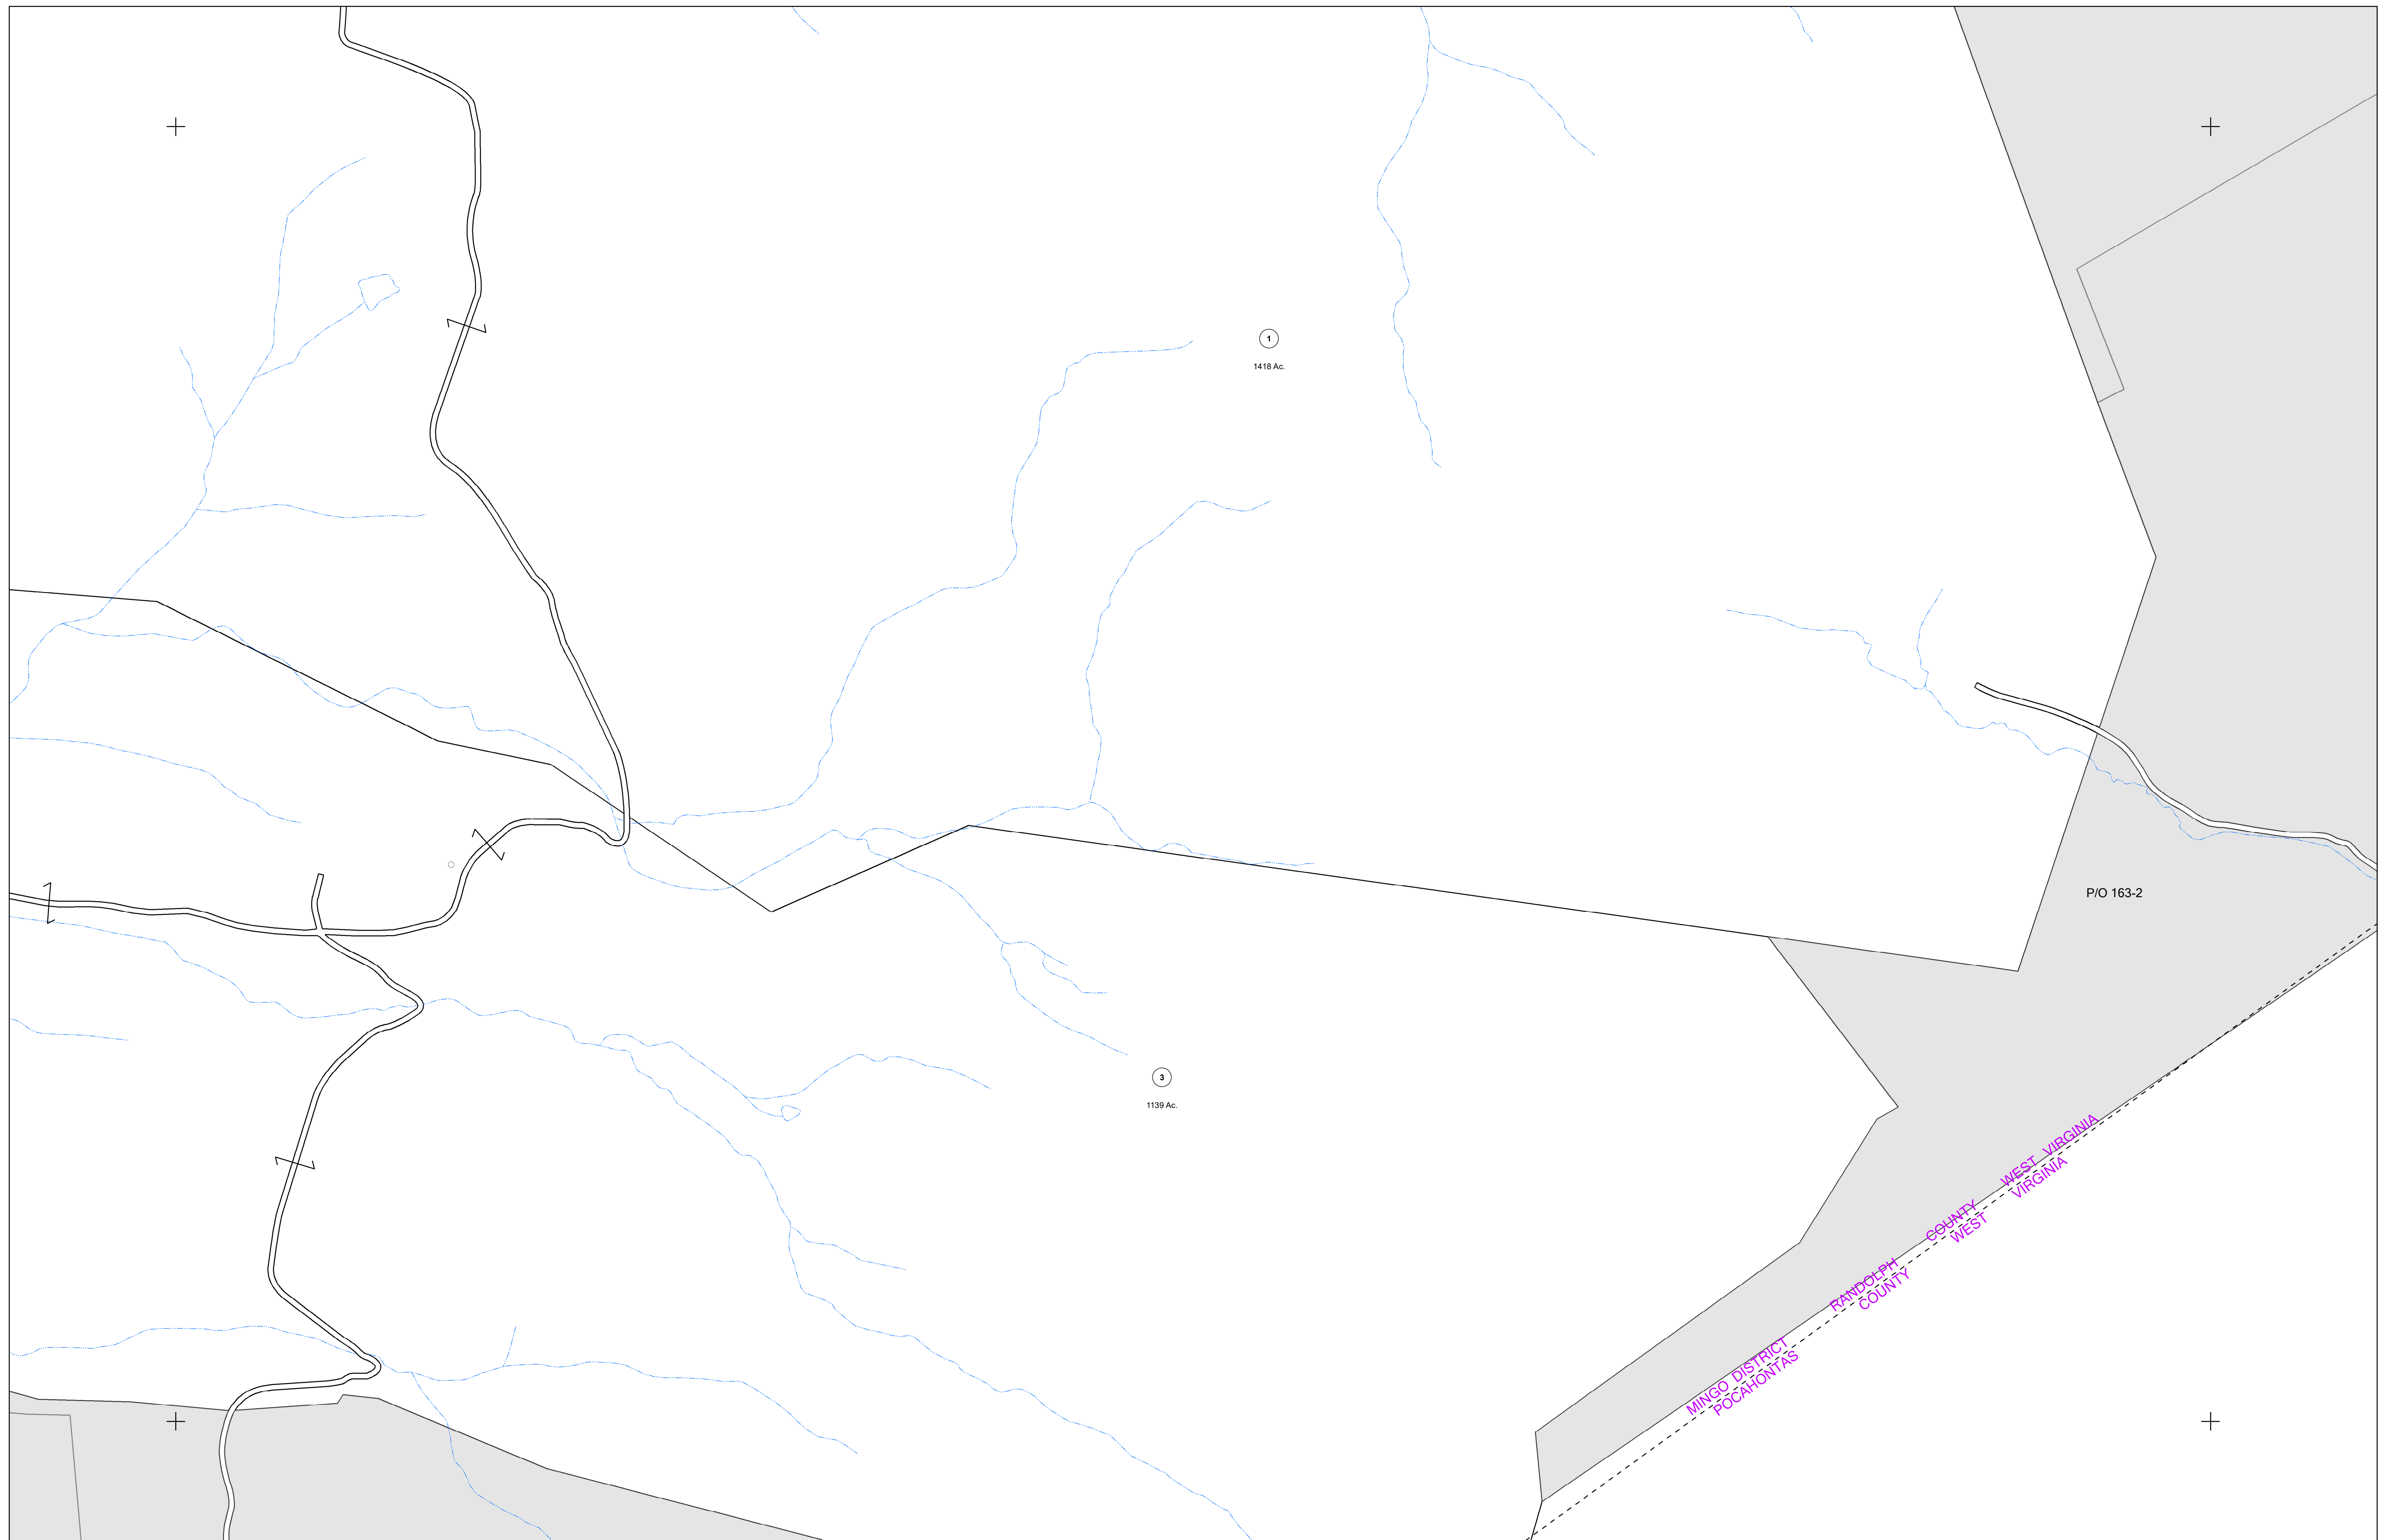 1
1418 Ac.
P/O 163-2
3
1139 Ac.
MINGO DISTRICT RANDOLPH COUNTY WEST VIRGINIA
POCAHONTAS COUNTY WEST VIRGINIA